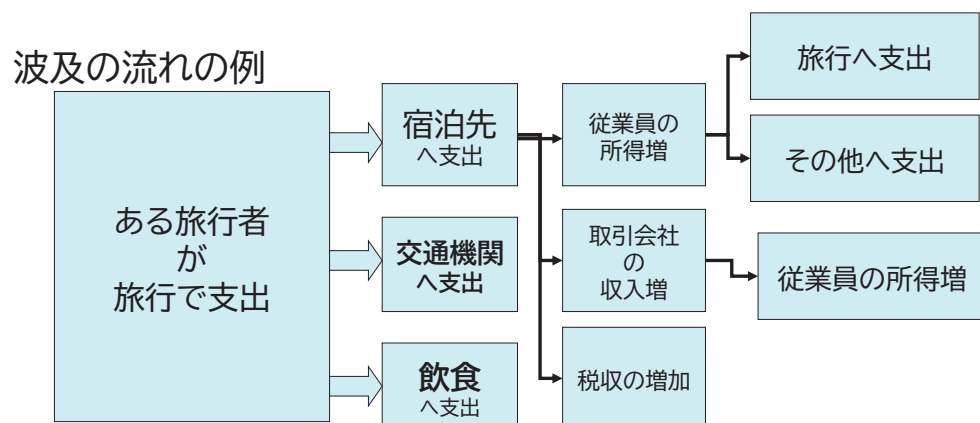 波及の流れの例
ある旅行者
が
旅行で支出
宿泊先
へ支出
交通機関
へ支出
飲食
へ支出
従業員の
所得増
取引会社
の
収入増
税収の増加
旅行へ支出
その他へ支出
従業員の所得増